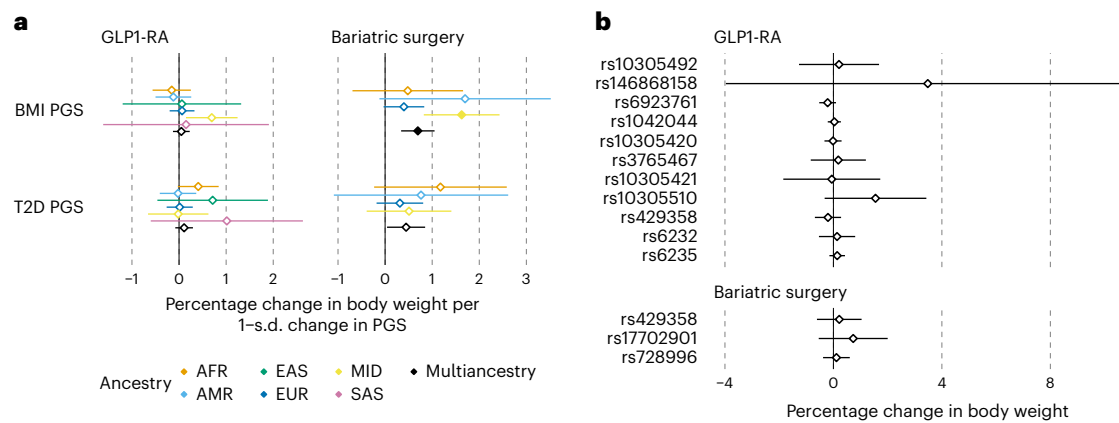 a
GLP1-RA
Bariatric surgery
−1 0 1 2
−1 0 1 2 3
BMI PGS
T2D PGS
Percentage change in body weight per
1−s.d. change in PGS
Ancestry
AFR EAS MID Multiancestry
AMR EUR SAS
b
GLP1-RA
rs10305492
rs146868158
rs6923761
rs1042044
rs10305420
rs3765467
rs10305421
rs10305510
rs429358
rs6232
rs6235
Bariatric surgery
rs429358
rs17702901
rs728996
−4 0 4 8
Percentage change in body weight